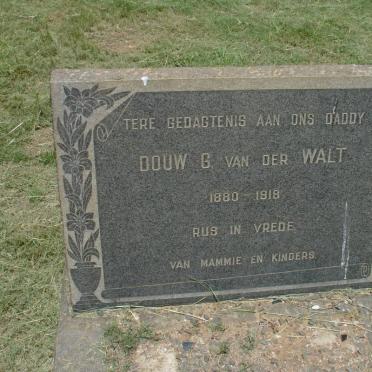 TERE GEDAGTENIS AAN ONS DADDY
DOUW G VAN DER WALT
1880 - 1918
RUS IN VREDE
VAN MAMMIE EN KINDERS